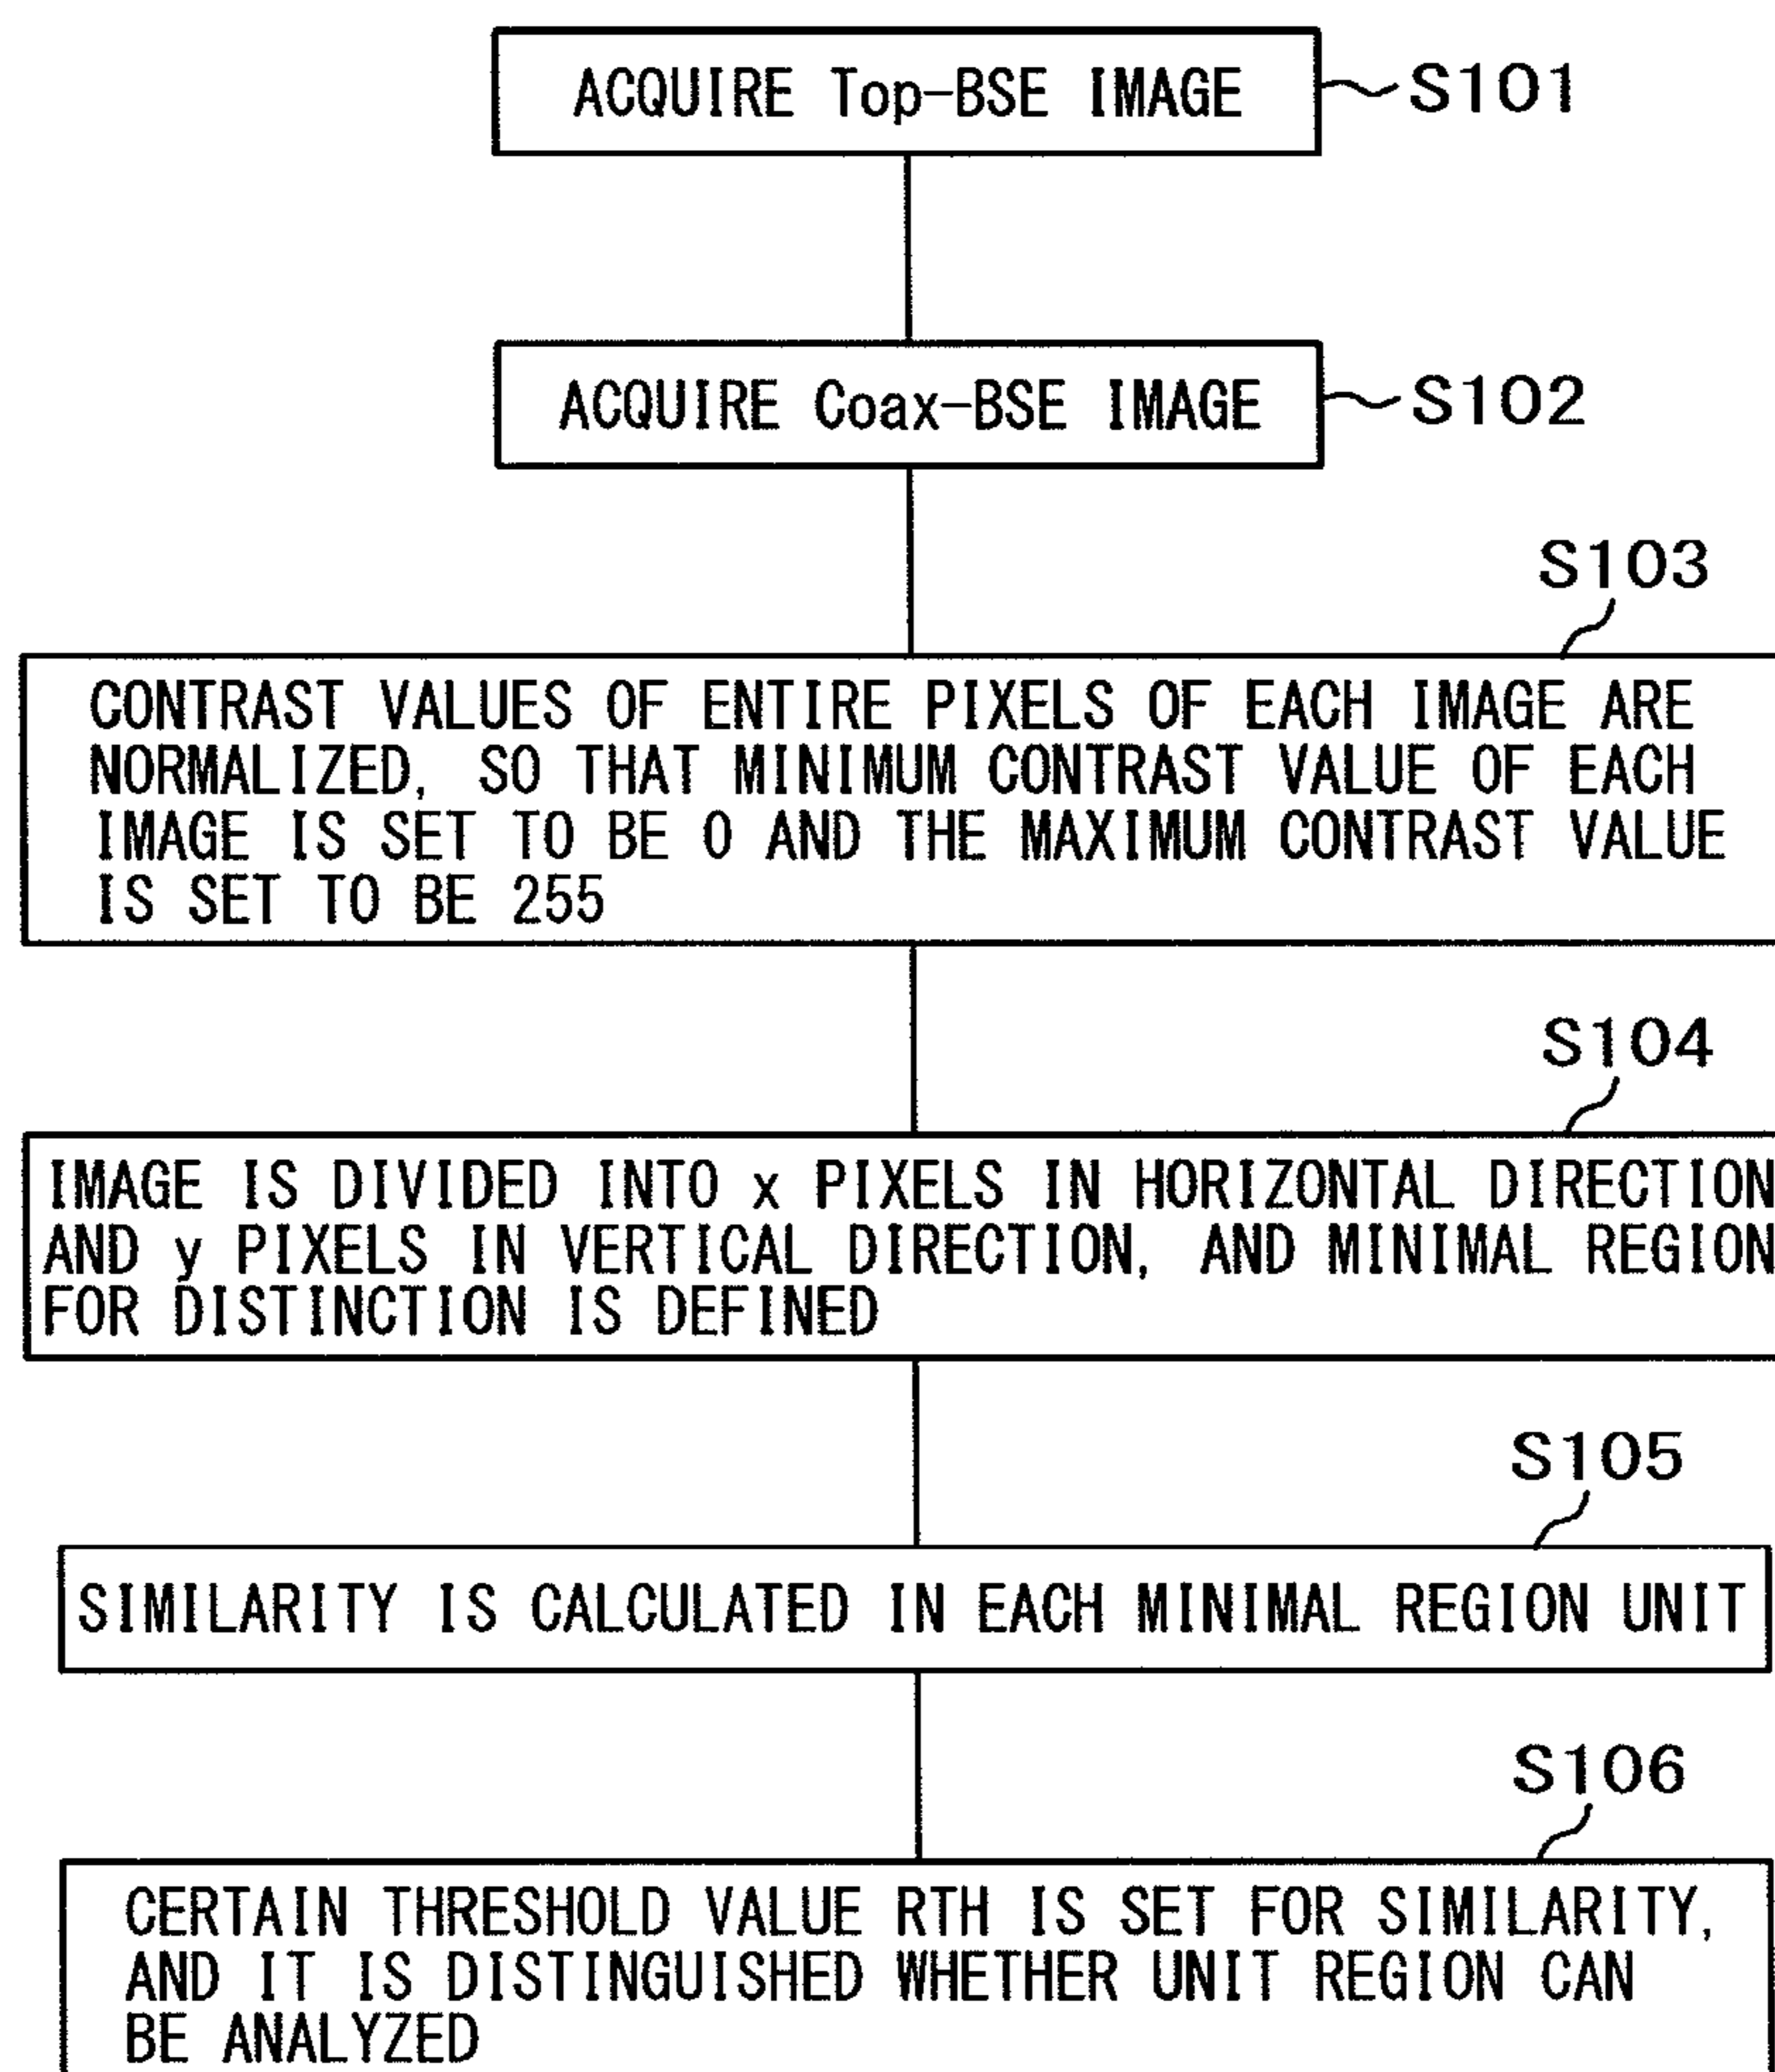 ACQUIRE Top-BSE IMAGE
S101
ACQUIRE Coax-BSE IMAGE
S102
S103
CONTRAST VALUES OF ENTIRE PIXELS OF EACH IMAGE ARE
NORMALIZED, SO THAT MINIMUM CONTRAST VALUE OF EACH
IMAGE IS SET TO BE 0 AND THE MAXIMUM CONTRAST VALUE
IS SET TO BE 255
S104
IMAGE IS DIVIDED INTO x PIXELS IN HORIZONTAL DIRECTION
AND y PIXELS IN VERTICAL DIRECTION, AND MINIMAL REGION
FOR DISTINCTION IS DEFINED
S105
SIMILARITY IS CALCULATED IN EACH MINIMAL REGION UNIT
S106
CERTAIN THRESHOLD VALUE RTH IS SET FOR SIMILARITY,
AND IT IS DISTINGUISHED WHETHER UNIT REGION CAN
BE ANALYZED